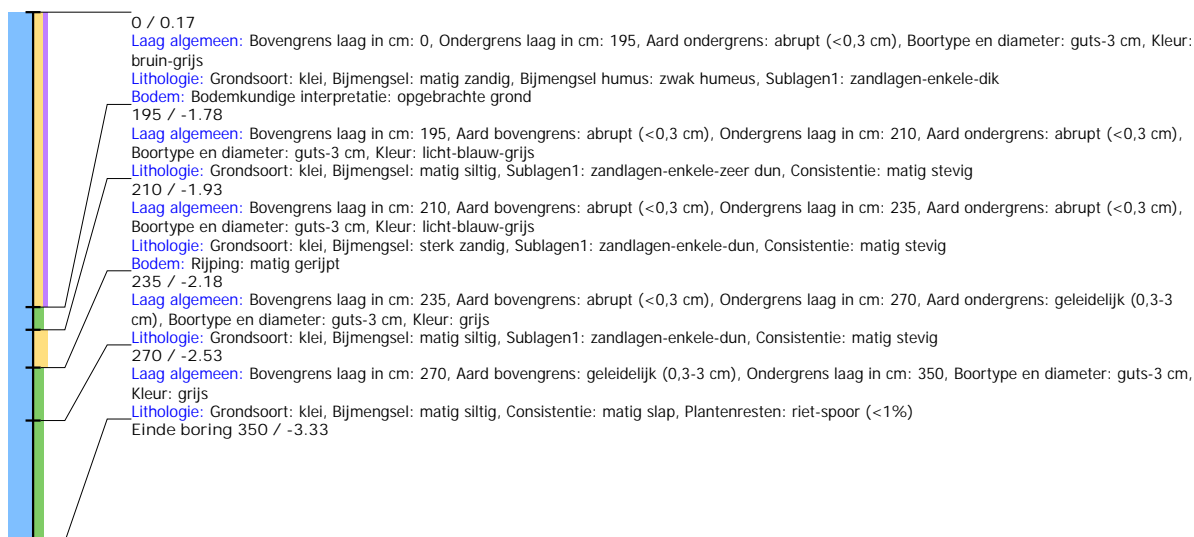 0 / 0.17
Laag algemeen: Bovengrens laag in cm: 0, Ondergrens laag in cm: 195, Aard ondergrens: abrupt (<0,3 cm), Boortype en diameter: guts-3 cm, Kleur:
bruin-grijs
Lithologie: Grondsoort: klei, Bijmengsel: matig zandig, Bijmengsel humus: zwak humeus, Sublagen1: zandlagen-enkele-dik
Bodem: Bodemkundige interpretatie: opgebrachte grond
195 / -1.78
Laag algemeen: Bovengrens laag in cm: 195, Aard bovengrens: abrupt (<0,3 cm), Ondergrens laag in cm: 210, Aard ondergrens: abrupt (<0,3 cm),
Boortype en diameter: guts-3 cm, Kleur: licht-blauw-grijs
Lithologie: Grondsoort: klei, Bijmengsel: matig siltig, Sublagen1: zandlagen-enkele-zeer dun, Consistentie: matig stevig
210 / -1.93
Laag algemeen: Bovengrens laag in cm: 210, Aard bovengrens: abrupt (<0,3 cm), Ondergrens laag in cm: 235, Aard ondergrens: abrupt (<0,3 cm),
Boortype en diameter: guts-3 cm, Kleur: licht-blauw-grijs
Lithologie: Grondsoort: klei, Bijmengsel: sterk zandig, Sublagen1: zandlagen-enkele-dun, Consistentie: matig stevig
Bodem: Rijping: matig gerijpt
235 / -2.18
Laag algemeen: Bovengrens laag in cm: 235, Aard bovengrens: abrupt (<0,3 cm), Ondergrens laag in cm: 270, Aard ondergrens: geleidelijk (0,3-3
cm), Boortype en diameter: guts-3 cm, Kleur: grijs
Lithologie: Grondsoort: klei, Bijmengsel: matig siltig, Sublagen1: zandlagen-enkele-dun, Consistentie: matig stevig
270 / -2.53
Laag algemeen: Bovengrens laag in cm: 270, Aard bovengrens: geleidelijk (0,3-3 cm), Ondergrens laag in cm: 350, Boortype en diameter: guts-3 cm,
Kleur: grijs
Lithologie: Grondsoort: klei, Bijmengsel: matig siltig, Consistentie: matig slap, Plantenresten: riet-spoor (<1%)
Einde boring 350 / -3.33